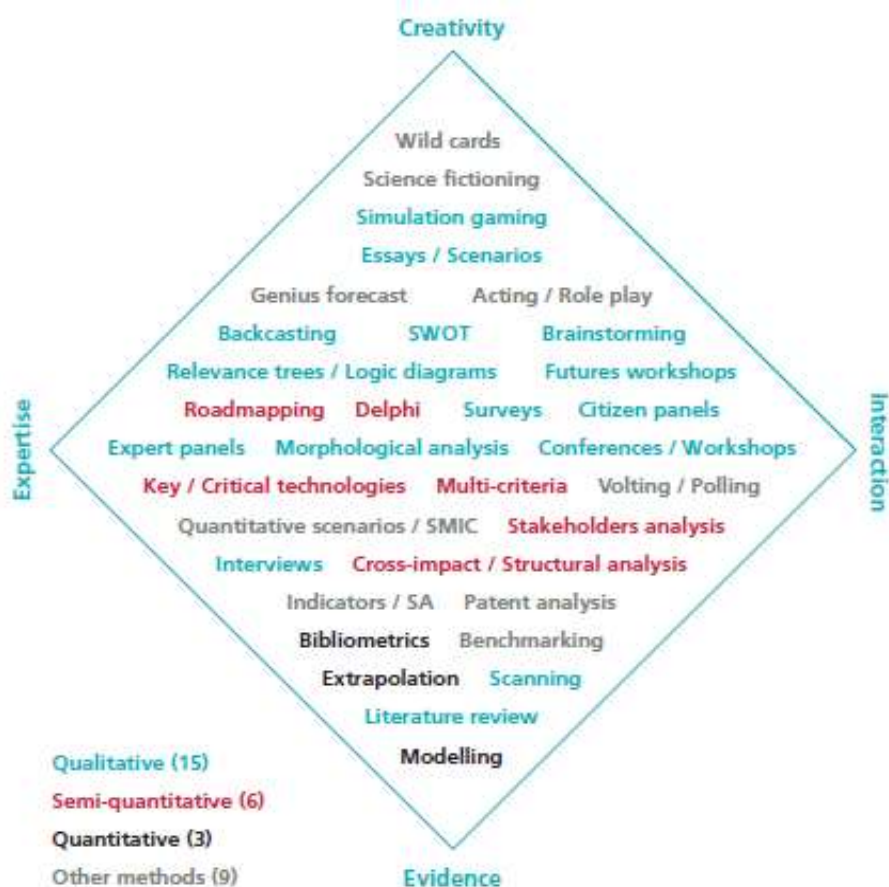 Creativity
Wild cards
Science fictioning
Simulation gaming
Essays / Scenarios
Genius forecast Acting / Role play
Backcasting SWOT Brainstorming
Relevance trees / Logic diagrams Futures workshops
Roadmapping Delphi Surveys Citizen panels
Expertise
Interaction
Expert panels Morphological analysis Conferences / Workshops
Key / Critical technologies Multi-criteria Volting / Polling
Quantitative scenarios / SMIC Stakeholders analysis
Interviews Cross-impact / Structural analysis
Indicators / SA Patent analysis
Bibliometrics Benchmarking
Extrapolation Scanning
Literature review
Modelling
Qualitative (15)
Semi-quantitative (6)
Quantitative (3)
Other methods (9)
Evidence